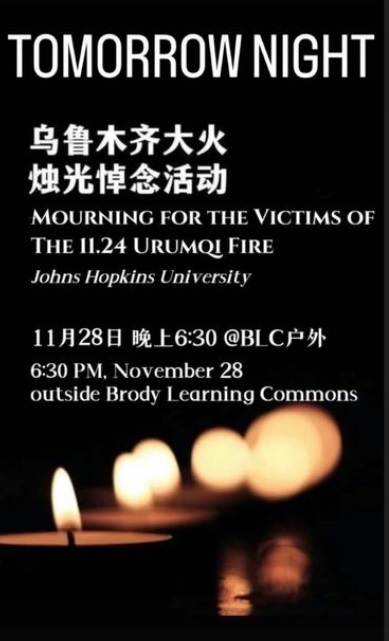 TOMORROW NIGHT
乌鲁木齐大火
烛光悼念活动
MOURNING FOR THE VICTIMS OF
THE 11.24 URUMQI FIRE
Johns Hopkins University
11月28日 晚上6:30 @BLC户外
6:30 PM, November 28
outside Brody Learning Commons